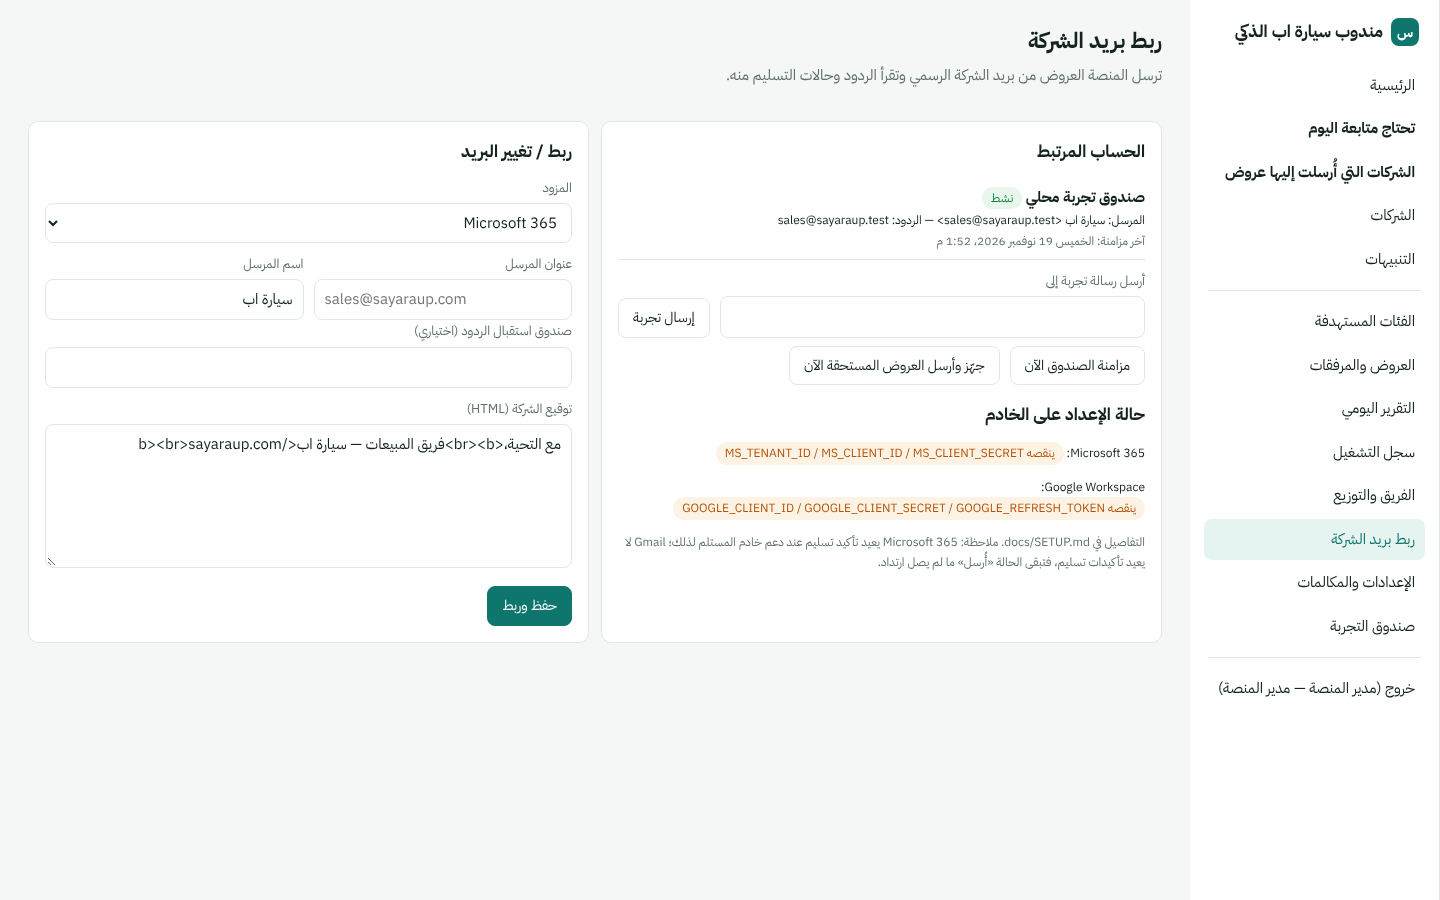 س
مندوب سيارة اب الذكي
الرئيسية
تحتاج متابعة اليوم
الشركات التي أُرسلت إليها عروض
الشركات
التنبيهات
الفئات المستهدفة
العروض والمرفقات
التقرير اليومي
سجل التشغيل
الفريق والتوزيع
ربط بريد الشركة
الإعدادات والمكالمات
صندوق التجربة
خروج (مدير المنصة — مدير المنصة)
ربط بريد الشركة
ترسل المنصة العروض من بريد الشركة الرسمي وتقرأ الردود وحالات التسليم منه.
الحساب المرتبط
صندوق تجربة محلي نشط
المرسل: سيارة اب <sales@sayaraup.test> — الردود: sales@sayaraup.test
آخر مزامنة: الخميس 19 نوفمبر 2026، 1:52 م
أرسل رسالة تجربة إلى
إرسال تجربة
مزامنة الصندوق الآن
جهّز وأرسل العروض المستحقة الآن
حالة الإعداد على الخادم
Microsoft 365: ينقصه MS_TENANT_ID / MS_CLIENT_ID / MS_CLIENT_SECRET
Google Workspace:
ينقصه GOOGLE_CLIENT_ID / GOOGLE_CLIENT_SECRET / GOOGLE_REFRESH_TOKEN
التفاصيل في docs/SETUP.md. ملاحظة: Microsoft 365 يعيد تأكيد تسليم عند دعم خادم المستلم لذلك؛ Gmail لا
يعيد تأكيدات تسليم، فتبقى الحالة «أُرسل» ما لم يصل ارتداد.
ربط / تغيير البريد
المزود
Microsoft 365
عنوان المرسل
اسم المرسل
sales@sayaraup.com
سيارة اب
صندوق استقبال الردود (اختياري)
توقيع الشركة (HTML)
مع التحية،<br><b>فريق المبيعات — سيارة اب</b><br>sayaraup.com
حفظ وربط